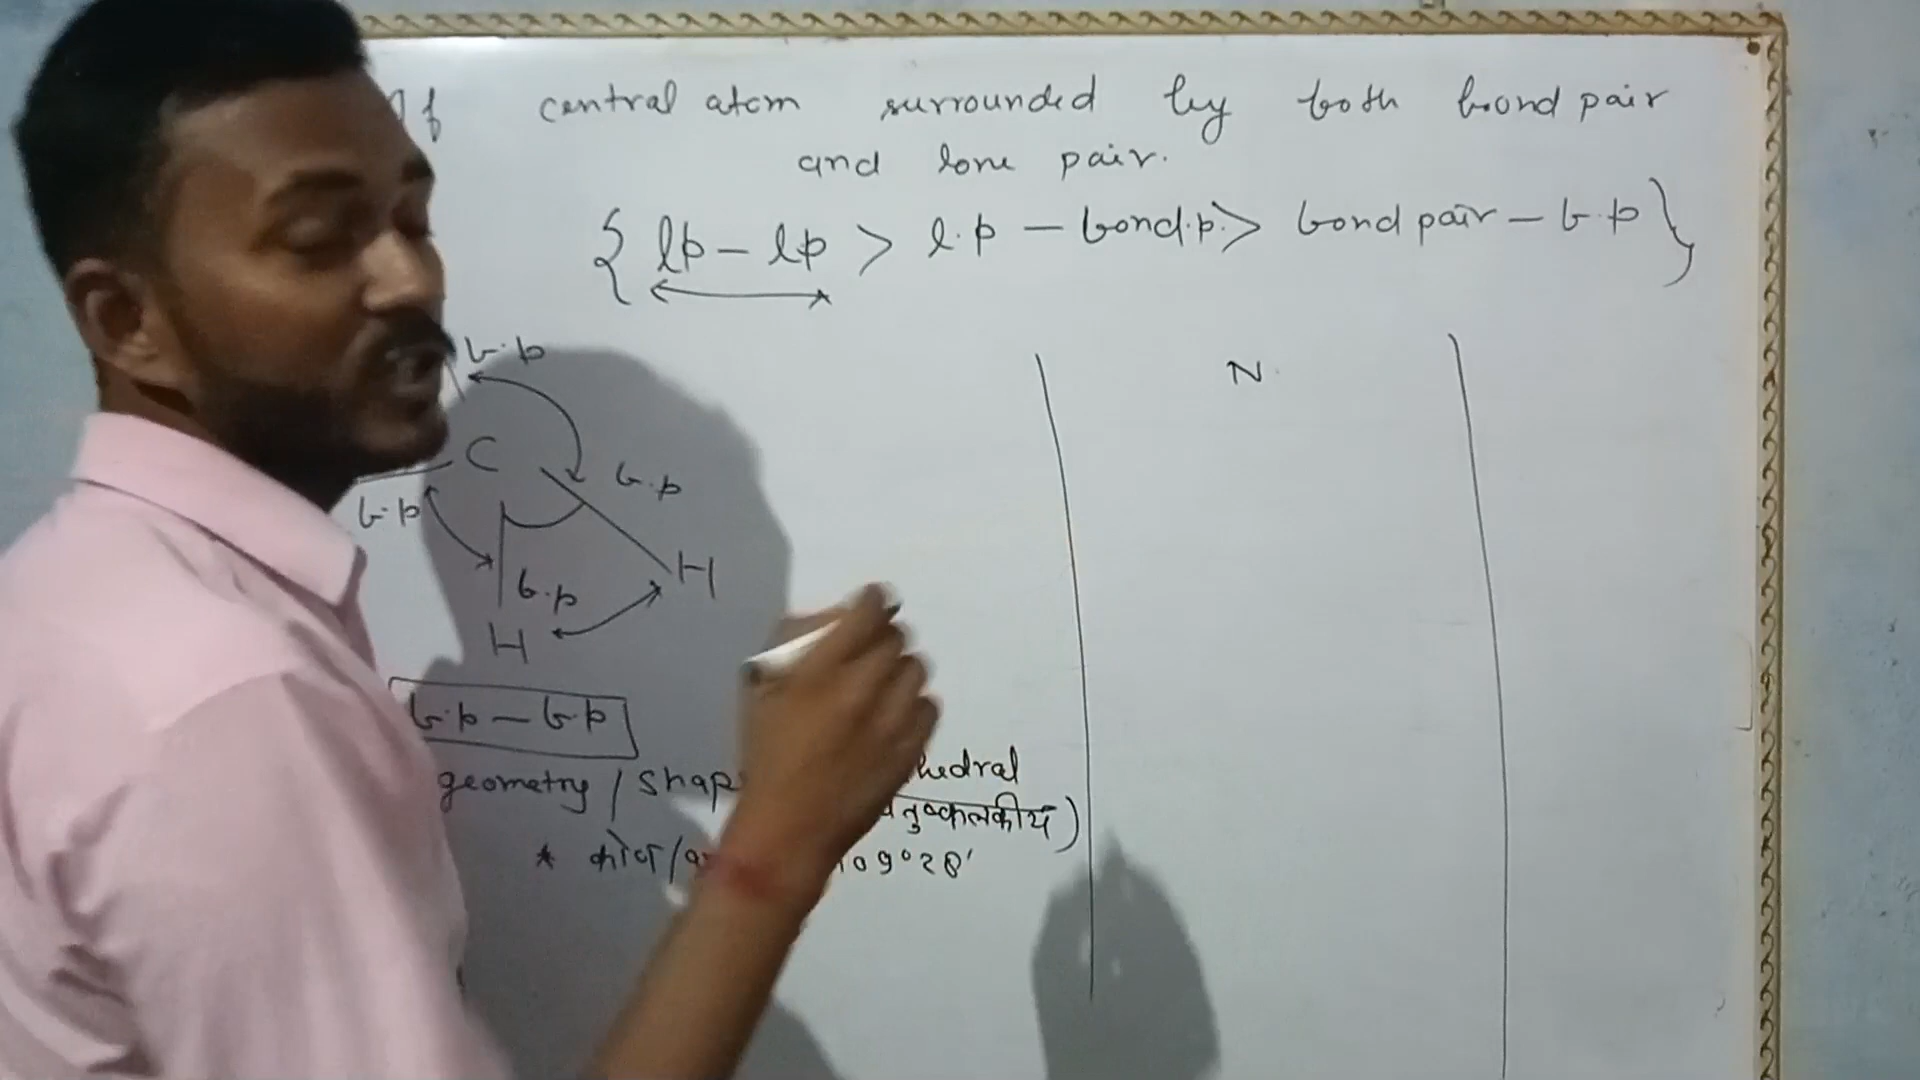 If central atom surrounded by both bond pair
and lone pair.
{ lp - lp > l.p - bond.p. > bond pair - b.p }
b.p
N
C
b.p
b.p
b.p
H
H
b.p - b.p
geometry / shap
hedral
तुष्फलकीय)
* कोण /
109°28'